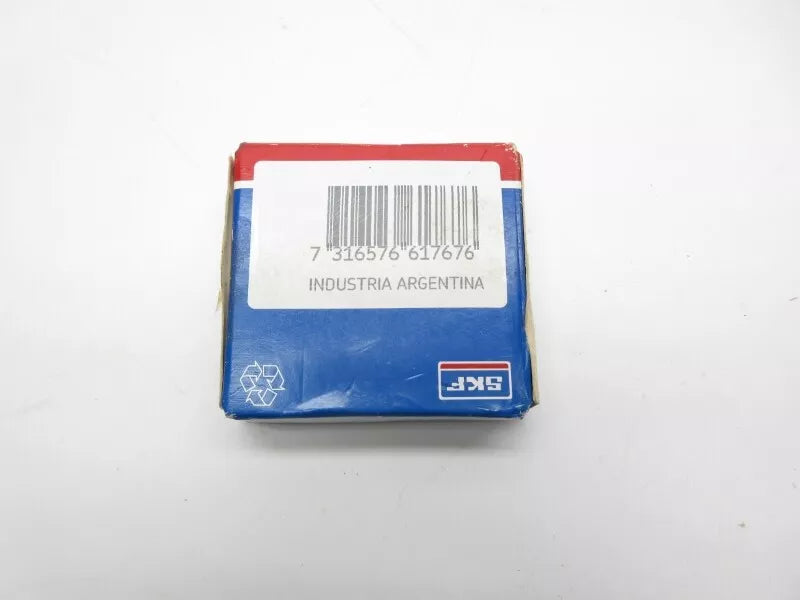 7 316576 617676
INDUSTRIA ARGENTINA
SKF